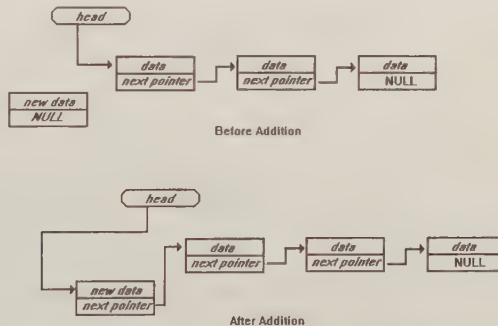 head
data
next pointer
data
next pointer
data
NULL
new data
NULL
Before Addition
head
data
next pointer
data
next pointer
data
NULL
new data
next pointer
After Addition